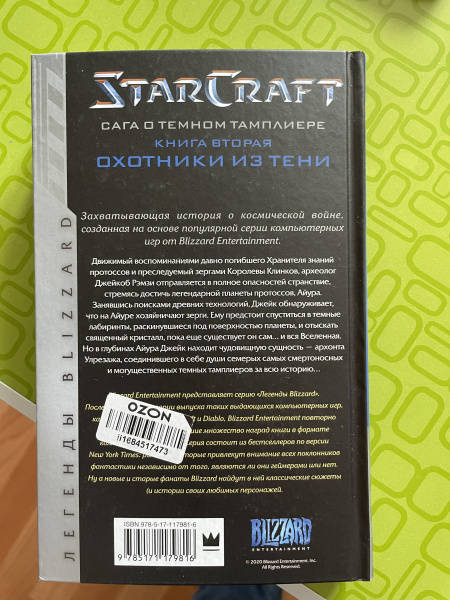 STARCRAFT
САГА О ТЕМНОМ ТАМПЛИЕРЕ
КНИГА ВТОРАЯ
ОХОТНИКИ ИЗ ТЕНИ
Захватывающая история о космической войне,
созданная на основе популярной серии компьютерных
игр от Blizzard Entertainment.
Движимый воспоминаниями давно погибшего Хранителя знаний
протоссов и преследуемый зергами Королевы Клинков, археолог
Джейкоб Рэмзи отправляется в полное опасностей странствие,
стремясь достичь легендарной планеты протоссов, Айура.
Занявшись поисками древних технологий, Джейк обнаруживает,
что на Айуре хозяйничают зерги. Ему предстоит спуститься в темные
лабиринты, раскинувшиеся под поверхностью планеты, и отыскать
священный кристалл, пока еще существует он сам... и вся Вселенная.
Но в глубинах Айура Джейк находит чудовищную сущность — архонта
Улрезажа, соединившего в себе души семерых самых смертоносных
и могущественных темных тамплиеров за всю историю...
Entertainment представляет серию «Легенды Blizzard».
После
выпуска таких выдающихся компьютерных игр,
и Diablo, Blizzard Entertainment повторно
множество наград книги в формате
состоит из бестселлеров по версии
New York Times,
которые привлекут внимание всех поклонников
фантастики независимо от того, являются ли они геймерами или нет.
Ну а новые и старые фанаты Blizzard найдут в ней классические сюжеты
и истории своих любимых персонажей.
OZON
ii1684517473
ЛЕГЕНДЫ BLIZZARD
ISBN 978-5-17-117981-6
9 785171 179816
BLIZZARD
ENTERTAINMENT
© 2020 Blizzard Entertainment, Inc.
All Rights Reserved.